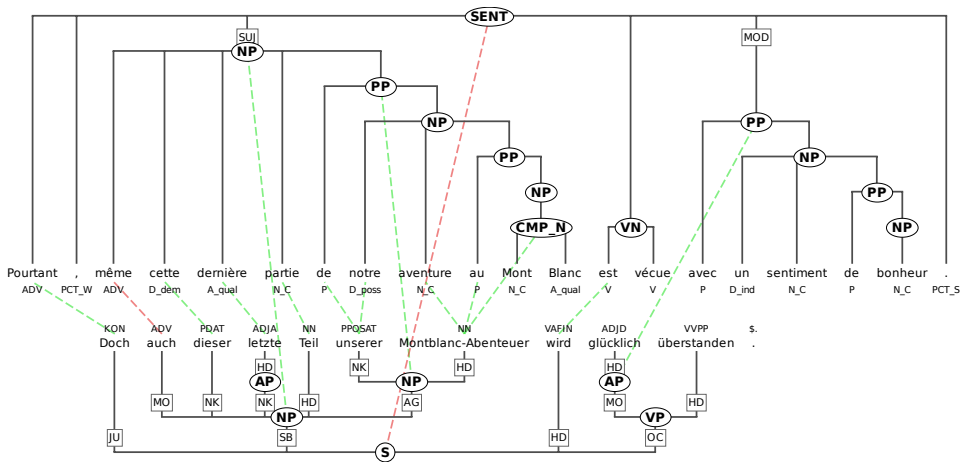 SENT
SUJ MOD
NP
PP
NP PP
PP NP
NP PP
CMP_N VN NP
Pourtant , même cette dernière partie de notre aventure au Mont Blanc est vécue avec un sentiment de bonheur .
ADV PCT_W ADV D_dem A_qual N_C P D_poss N_C P N_C A_qual V V P D_ind N_C P N_C PCT_S
KON ADV PDAT ADJA NN PPOSAT NN VAFIN ADJD VVPP $.
Doch auch dieser letzte Teil unserer Montblanc-Abenteuer wird glücklich überstanden .
HD NK HD HD
AP NP AP
MO NK NK HD AG MO HD
NP VP
JU SB HD OC
S